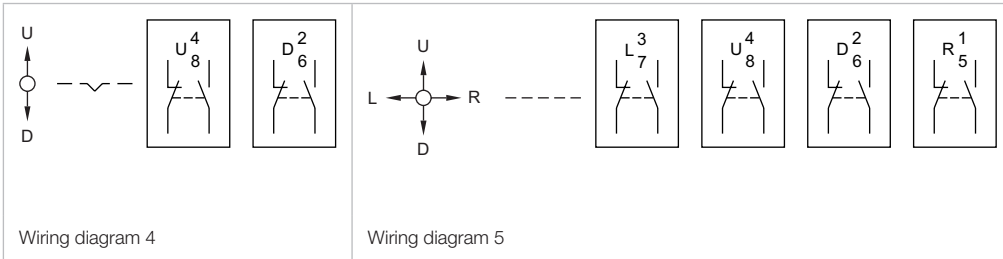 U
D
U 4
8
D 2
6
Wiring diagram 4
U
L R
D
L 3
7
U 4
8
D 2
6
R 1
5
Wiring diagram 5